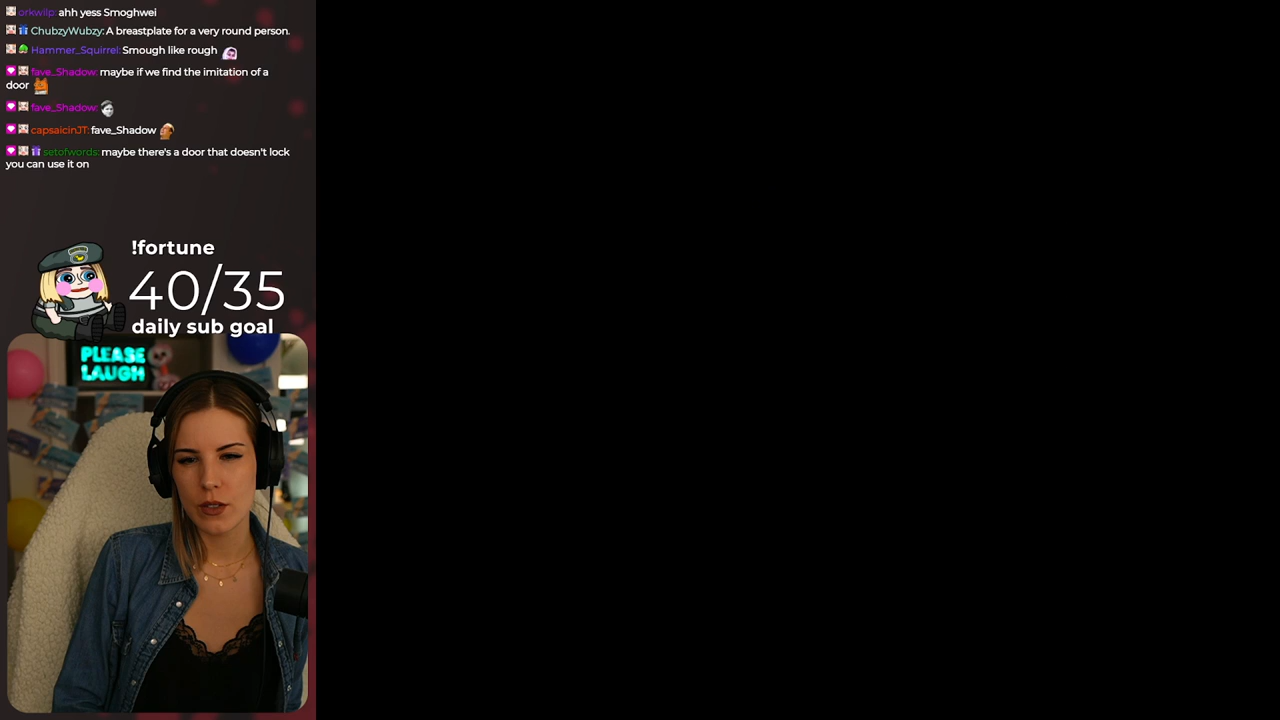 orkwilp: ahh yess Smoghwei
ChubzyWubzy: A breastplate for a very round person.
Hammer_Squirrel: Smough like rough
fave_Shadow: maybe if we find the imitation of a
door
fave_Shadow:
capsaicinJT: fave_Shadow
setofwords: maybe there's a door that doesn't lock
you can use it on
!fortune
40/35
daily sub goal
PLEASE
LAUGH